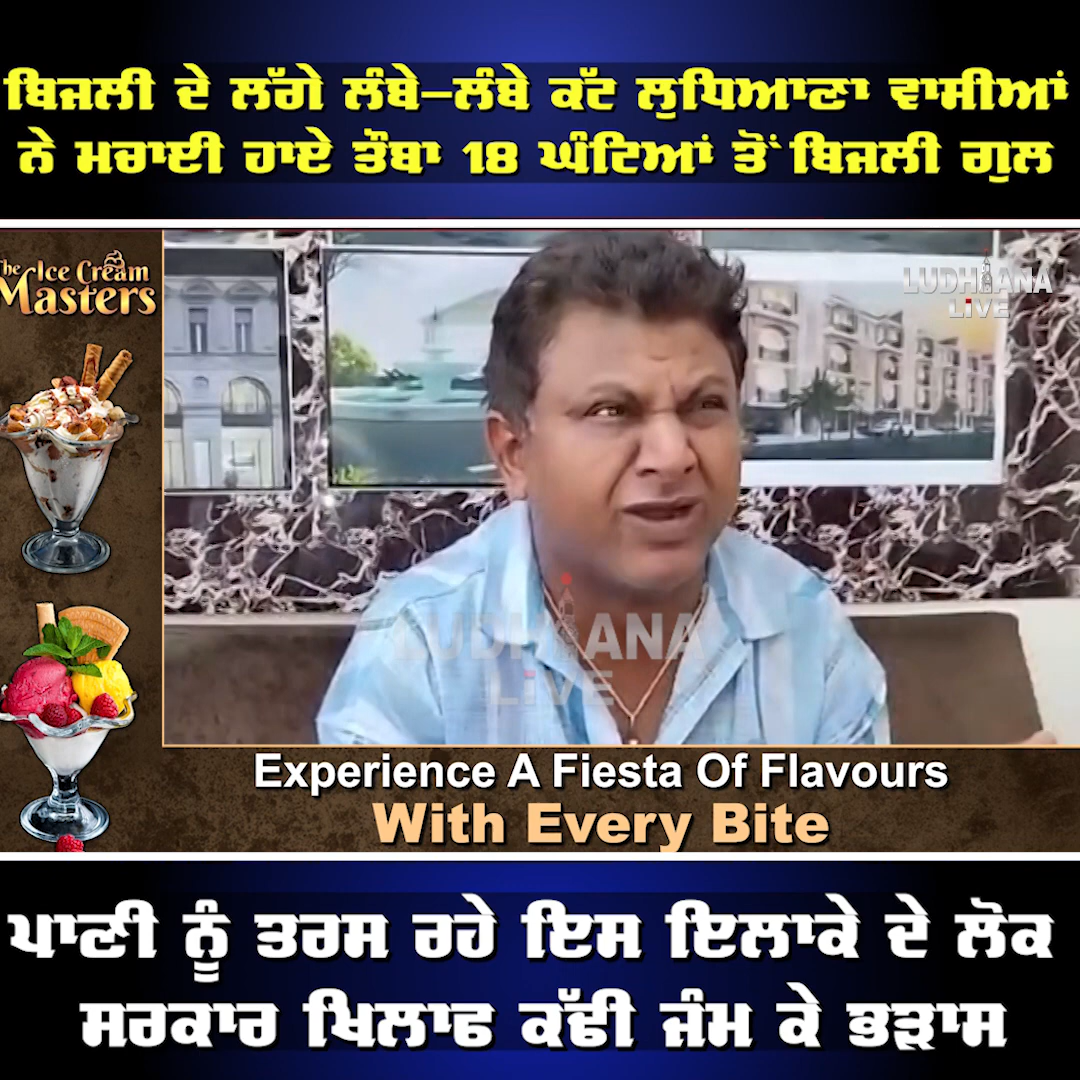 ਬਿਜਲੀ ਦੇ ਲੱਗੇ ਲੰਬੇ-ਲੰਬੇ ਕੱਟ ਲੁਧਿਆਣਾ ਵਾਸੀਆਂ
ਨੇ ਮਚਾਈ ਹਾਏ ਤੌਬਾ 18 ਘੰਟਿਆਂ ਤੋਂ ਬਿਜਲੀ ਗੁਲ
The Ice Cream
Masters
LUDHIANA
LiVE
LUDHIANA
LiVE
Experience A Fiesta Of Flavours
With Every Bite
ਪਾਣੀ ਨੂੰ ਤਰਸ ਰਹੇ ਇਸ ਇਲਾਕੇ ਦੇ ਲੋਕ
ਸਰਕਾਰ ਖਿਲਾਫ ਕੱਢੀ ਜੰਮ ਕੇ ਭੜਾਸ